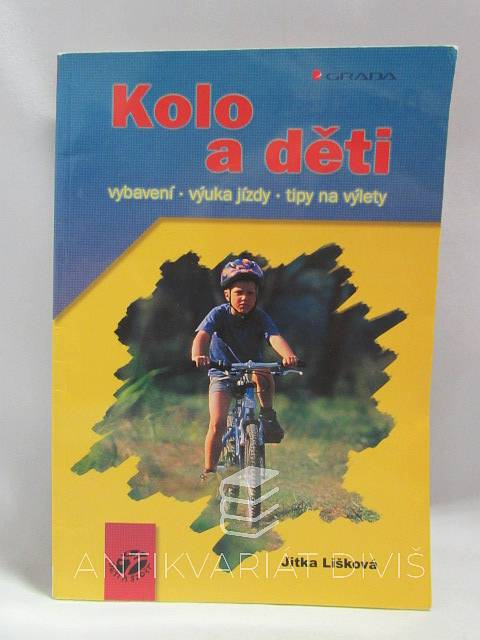 GRADA
Kolo
a děti
vybavení · výuka jízdy · tipy na výlety
Jitka Lišková
ANTIKVARIÁT DIVIŠ